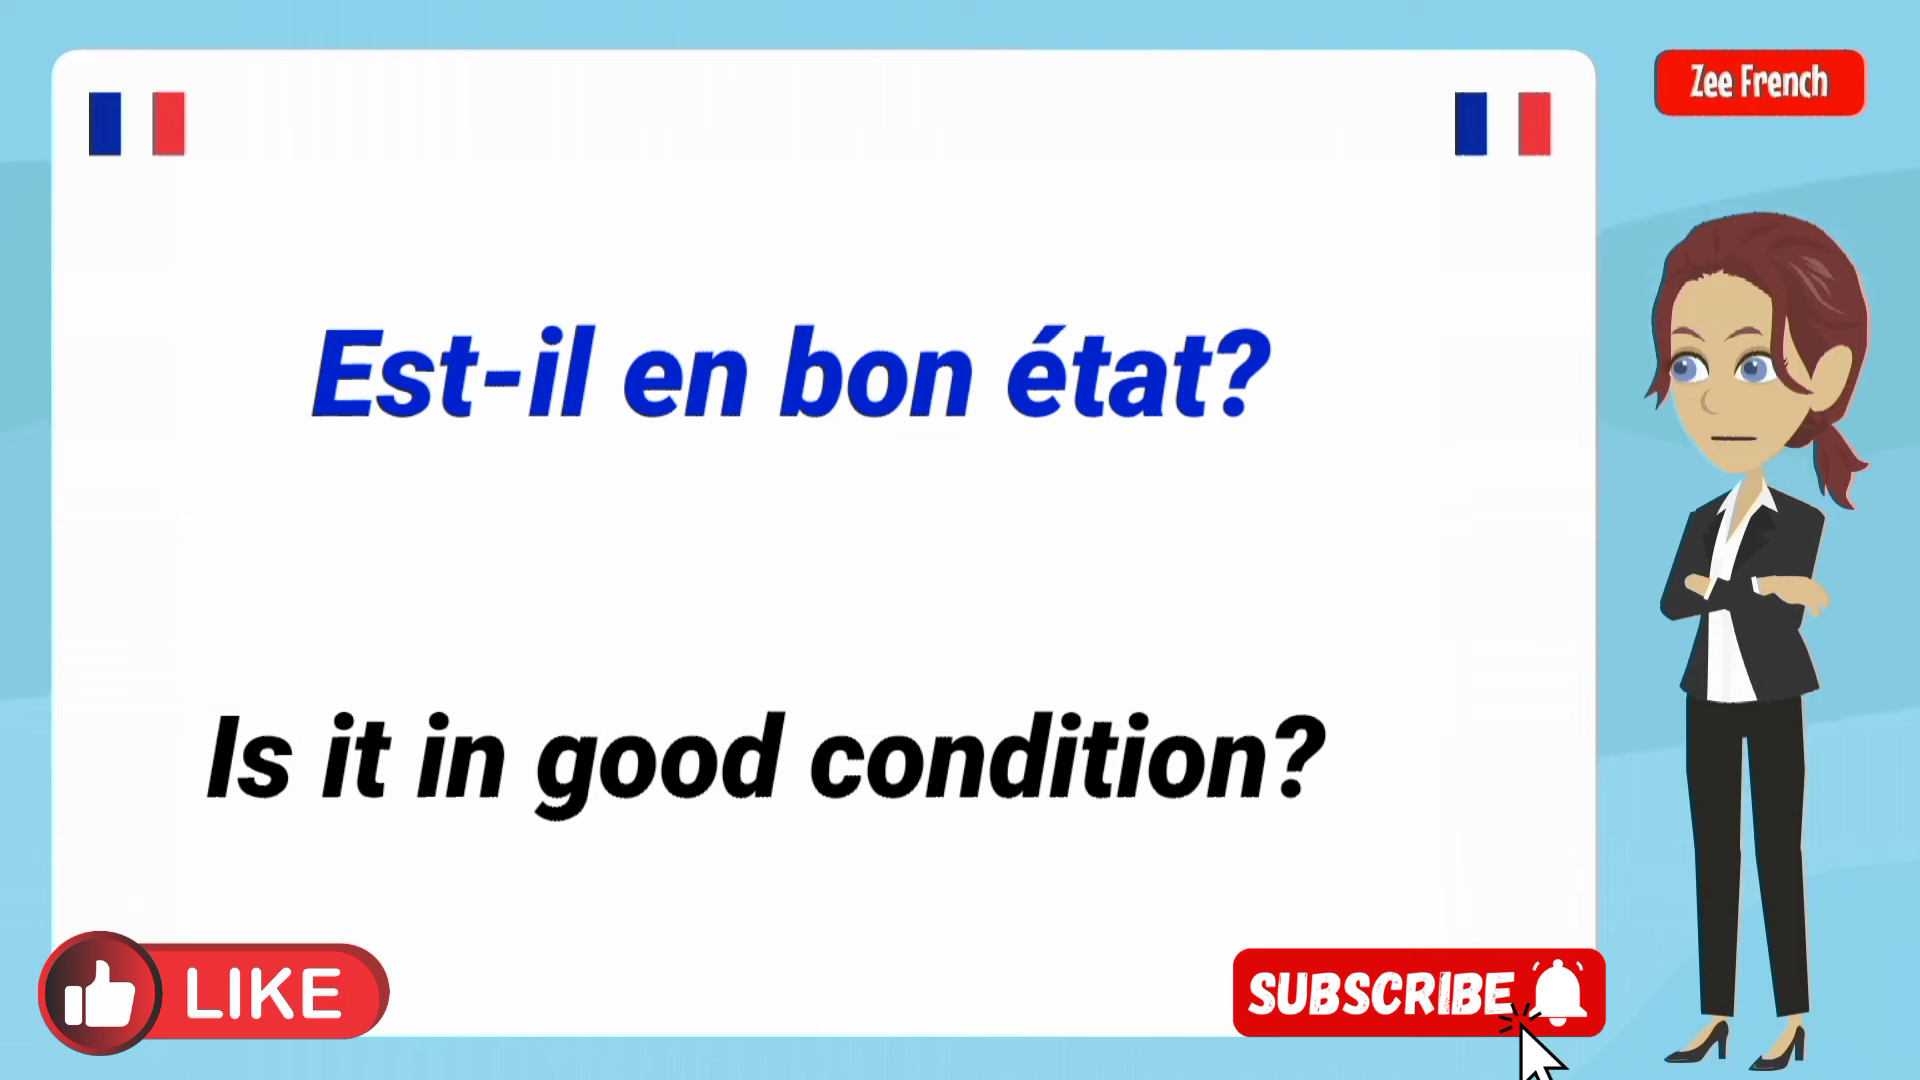 Zee French
Est-il en bon état?
Is it in good condition?
LIKE
SUBSCRIBE